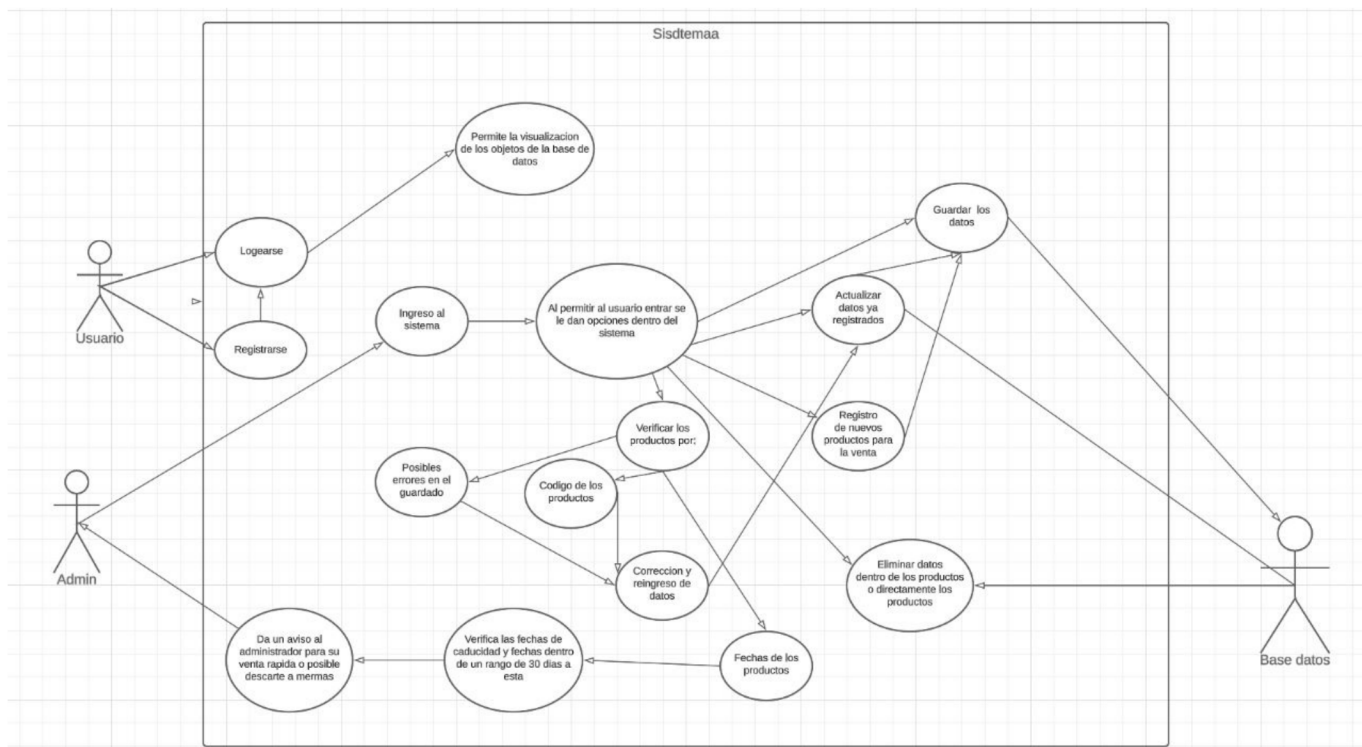 Sisdtemaa
Permite la visualizacion
de los objetos de la base de
datos
Logearse
Registrarse
Usuario
Ingreso al
sistema
Al permitir al usuario entrar se
le dan opciones dentro del
sistema
Guardar los
datos
Actualizar
datos ya
registrados
Registro
de nuevos
productos para
la venta
Verificar los
productos por:
Posibles
errores en el
guardado
Codigo de los
productos
Correccion y
reingreso de
datos
Eliminar datos
dentro de los productos
o directamente los
productos
Admin
Da un aviso al
administrador para su
venta rapida o posible
descarte a mermas
Verifica las fechas de
caducidad y fechas dentro
de un rango de 30 dias a
esta
Fechas de los
productos
Base datos